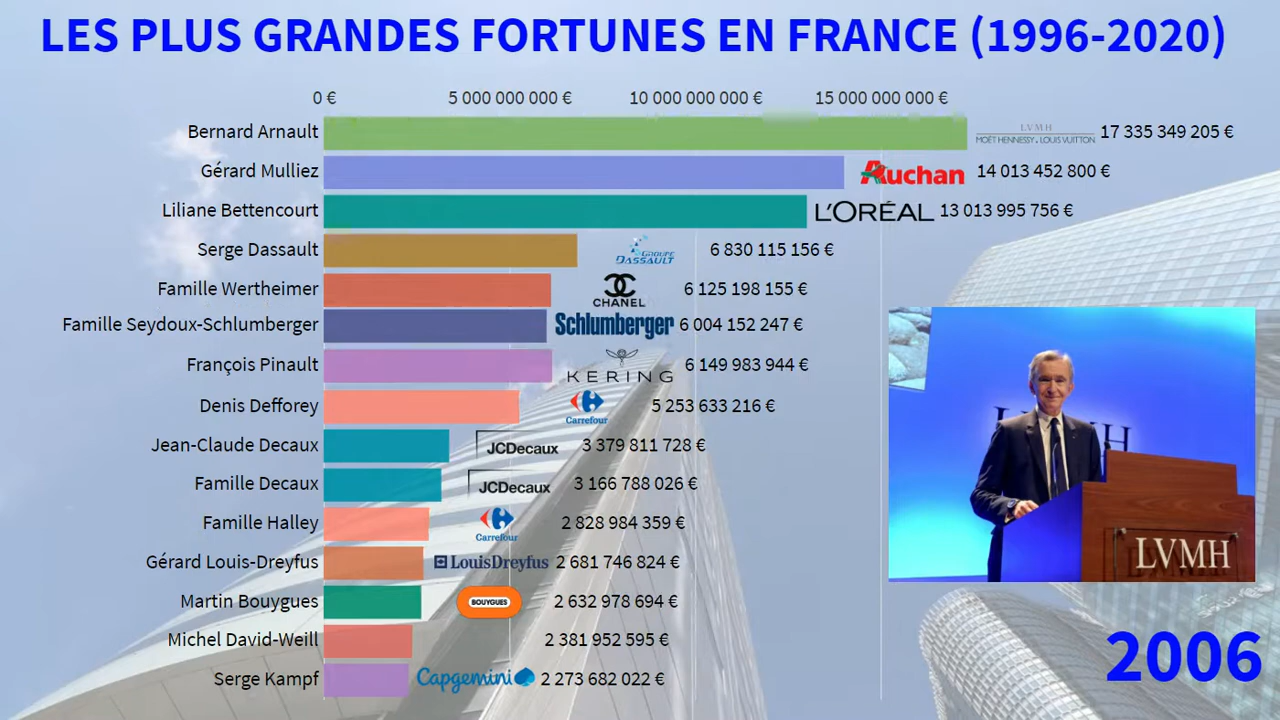 LES PLUS GRANDES FORTUNES EN FRANCE (1996-2020)
0 € 5 000 000 000 € 10 000 000 000 € 15 000 000 000 €
Bernard Arnault LVMH MOËT HENNESSY. LOUIS VUITTON 17 335 349 205 €
Gérard Mulliez Auchan 14 013 452 800 €
Liliane Bettencourt L'ORÉAL 13 013 995 756 €
Serge Dassault GROUPE DASSAULT 6 830 115 156 €
Famille Wertheimer CHANEL 6 125 198 155 €
Famille Seydoux-Schlumberger Schlumberger 6 004 152 247 €
François Pinault KERING 6 149 983 944 €
Denis Defforey Carrefour 5 253 633 216 €
Jean-Claude Decaux JCDecaux 3 379 811 728 €
Famille Decaux JCDecaux 3 166 788 026 €
Famille Halley Carrefour 2 828 984 359 €
Gérard Louis-Dreyfus LouisDreyfus 2 681 746 824 €
Martin Bouygues BOUYGUES 2 632 978 694 €
Michel David-Weill 2 381 952 595 €
Serge Kampf Capgemini 2 273 682 022 €
LVMH
2006